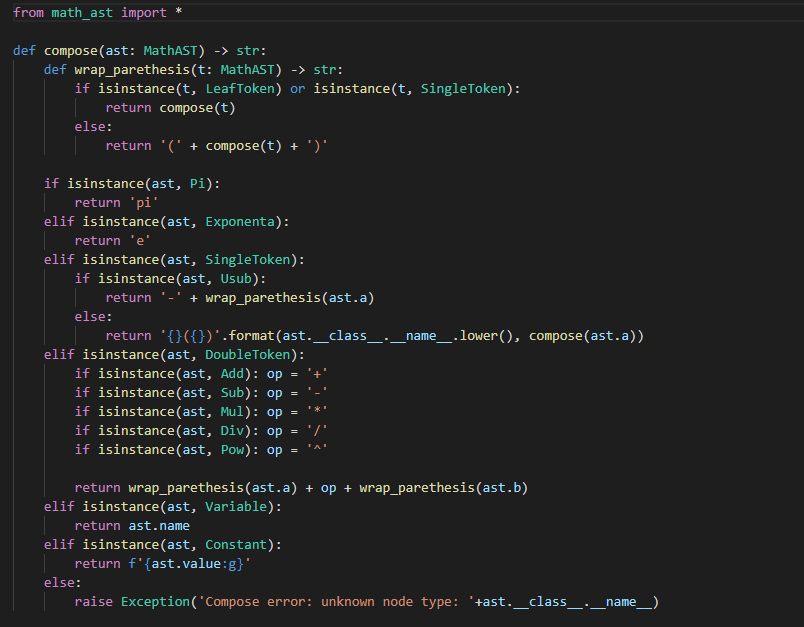 from math_ast import *

def compose(ast: MathAST) -> str:
    def wrap_parethesis(t: MathAST) -> str:
        if isinstance(t, LeafToken) or isinstance(t, SingleToken):
            return compose(t)
        else:
            return '(' + compose(t) + ')'

    if isinstance(ast, Pi):
        return 'pi'
    elif isinstance(ast, Exponenta):
        return 'e'
    elif isinstance(ast, SingleToken):
        if isinstance(ast, Usub):
            return '-' + wrap_parethesis(ast.a)
        else:
            return '{}({})'.format(ast.__class__.__name__.lower(), compose(ast.a))
    elif isinstance(ast, DoubleToken):
        if isinstance(ast, Add): op = '+'
        if isinstance(ast, Sub): op = '-'
        if isinstance(ast, Mul): op = '*'
        if isinstance(ast, Div): op = '/'
        if isinstance(ast, Pow): op = '^'

        return wrap_parethesis(ast.a) + op + wrap_parethesis(ast.b)
    elif isinstance(ast, Variable):
        return ast.name
    elif isinstance(ast, Constant):
        return f'{ast.value:g}'
    else:
        raise Exception('Compose error: unknown node type: '+ast.__class__.__name__)